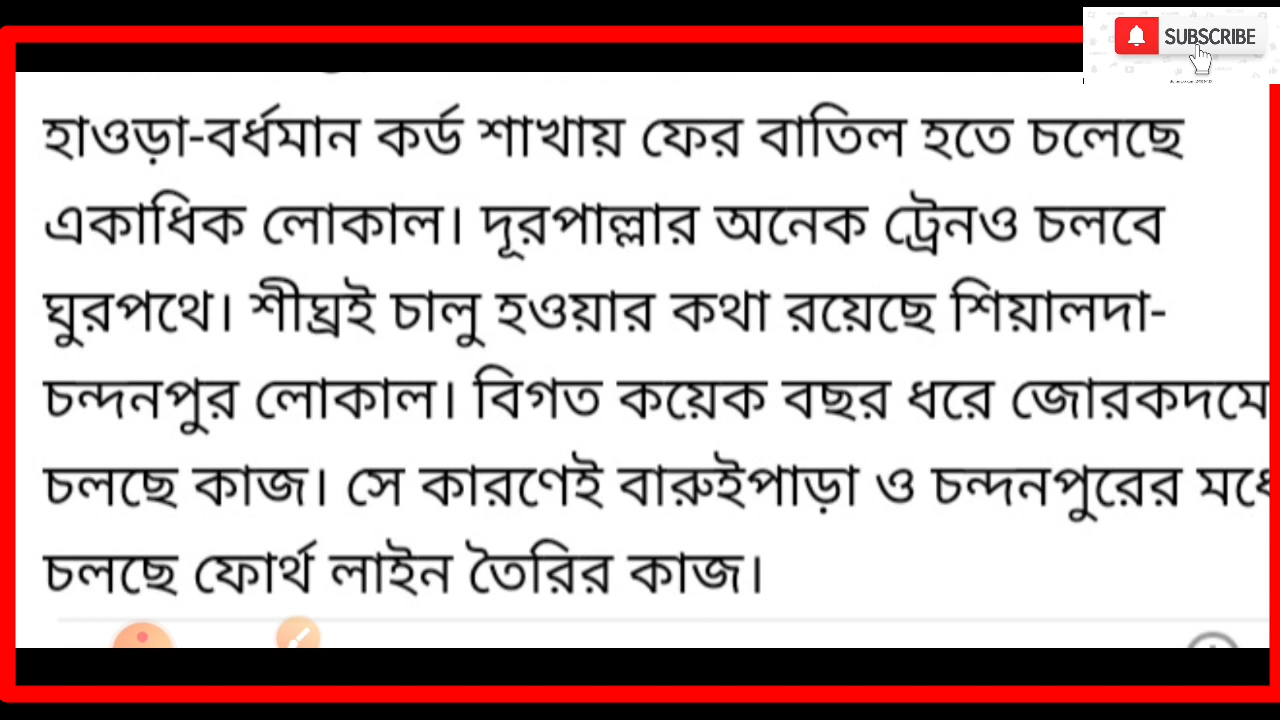 SUBSCRIBE
হাওড়া-বর্ধমান কর্ড শাখায় ফের বাতিল হতে চলেছে
একাধিক লোকাল। দূরপাল্লার অনেক ট্রেনও চলবে
ঘুরপথে। শীঘ্রই চালু হওয়ার কথা রয়েছে শিয়ালদা-
চন্দনপুর লোকাল। বিগত কয়েক বছর ধরে জোরকদমে
চলছে কাজ। সে কারণেই বারুইপাড়া ও চন্দনপুরের
চলছে ফোর্থ লাইন তৈরির কাজ।